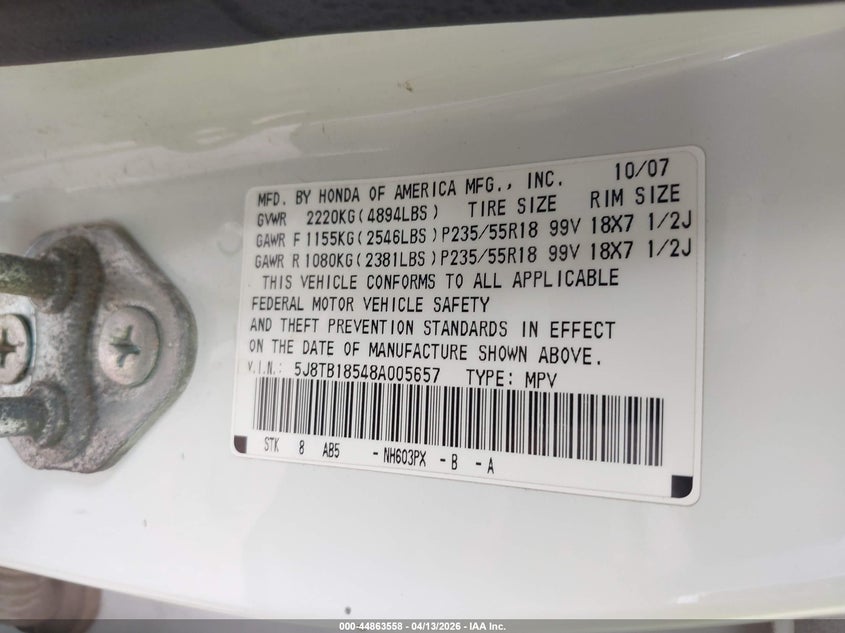 MFD. BY HONDA OF AMERICA MFG., INC. 10/07
GVWR 2220KG(4894LBS) TIRE SIZE RIM SIZE
GAWR F 1155KG(2546LBS)P235/55R18 99V 18X7 1/2J
GAWR R 1080KG(2381LBS)P235/55R18 99V 18X7 1/2J
THIS VEHICLE CONFORMS TO ALL APPLICABLE
FEDERAL MOTOR VEHICLE SAFETY
AND THEFT PREVENTION STANDARDS IN EFFECT
ON THE DATE OF MANUFACTURE SHOWN ABOVE.
V.I.N.: 5J8TB18548A005657 TYPE: MPV
STK 8 AB5 -NH603PX -B -A
000-44863558 - 04/13/2026 - IAA Inc.